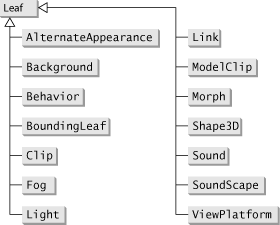 Leaf
AlternateAppearance
Background
Behavior
BoundingLeaf
Clip
Fog
Light
Link
ModelClip
Morph
Shape3D
Sound
SoundScape
ViewPlatform